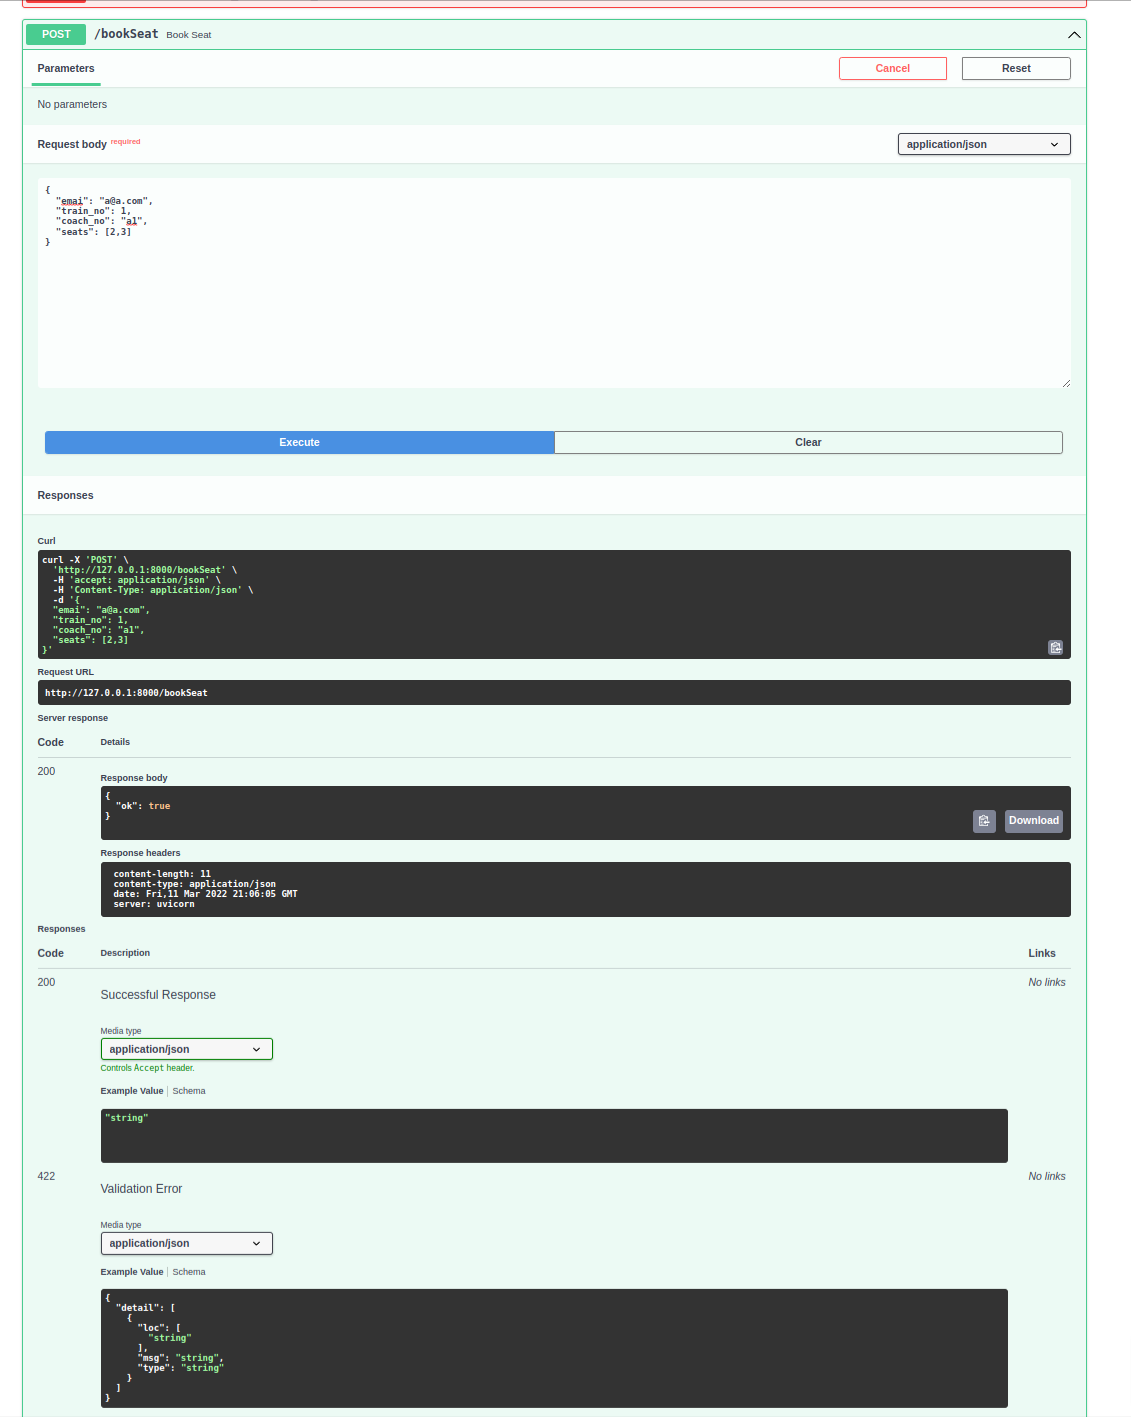 POST /bookSeat Book Seat
Parameters
Cancel
Reset
No parameters
Request body required
application/json
{
  "emai": "a@a.com",
  "train_no": 1,
  "coach_no": "a1",
  "seats": [2,3]
}
Execute
Clear
Responses
Curl
curl -X 'POST' \
  'http://127.0.0.1:8000/bookSeat' \
  -H 'accept: application/json' \
  -H 'Content-Type: application/json' \
  -d '{
  "emai": "a@a.com",
  "train_no": 1,
  "coach_no": "a1",
  "seats": [2,3]
}'
Request URL
http://127.0.0.1:8000/bookSeat
Server response
Code Details
200
Response body
{
  "ok": true
}
Download
Response headers
content-length: 11
content-type: application/json
date: Fri,11 Mar 2022 21:06:05 GMT
server: uvicorn
Responses
Code Description Links
200
Successful Response
No links
Media type
application/json
Controls Accept header.
Example Value | Schema
"string"
422
Validation Error
No links
Media type
application/json
Example Value | Schema
{
  "detail": [
    {
      "loc": [
        "string"
      ],
      "msg": "string",
      "type": "string"
    }
  ]
}